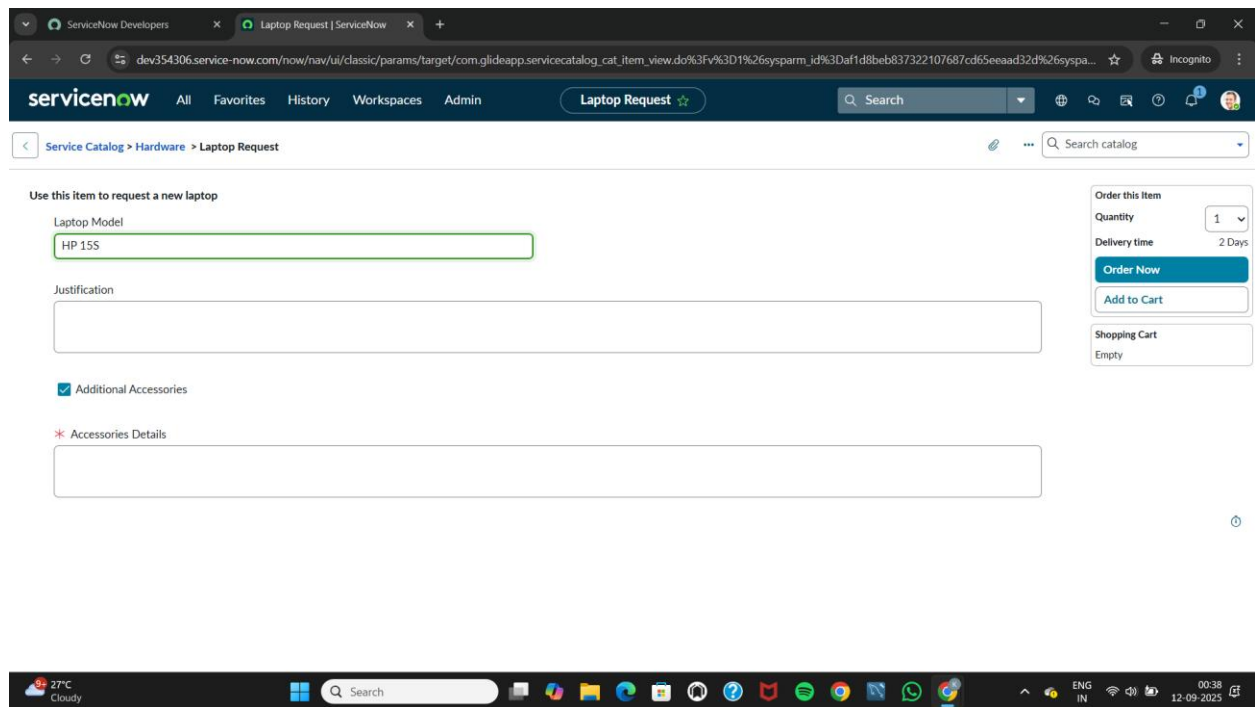 ServiceNow Developers
Laptop Request | ServiceNow
dev354306.service-now.com/now/nav/ui/classic/params/target/com.glideapp.servicecatalog_cat_item_view.do%3Fv%3D1%26sysparm_id%3Daf1d8beb837322107687cd65eeaad32d%26syspa...
Incognito
servicenow All Favorites History Workspaces Admin Laptop Request Search 1
Service Catalog > Hardware > Laptop Request
Search catalog
Use this item to request a new laptop
Laptop Model
HP 15S
Justification
Additional Accessories
* Accessories Details
Order this Item
Quantity 1
Delivery time 2 Days
Order Now
Add to Cart
Shopping Cart
Empty
9+ 27°C
Cloudy
Search
ENG
IN
00:38
12-09-2025